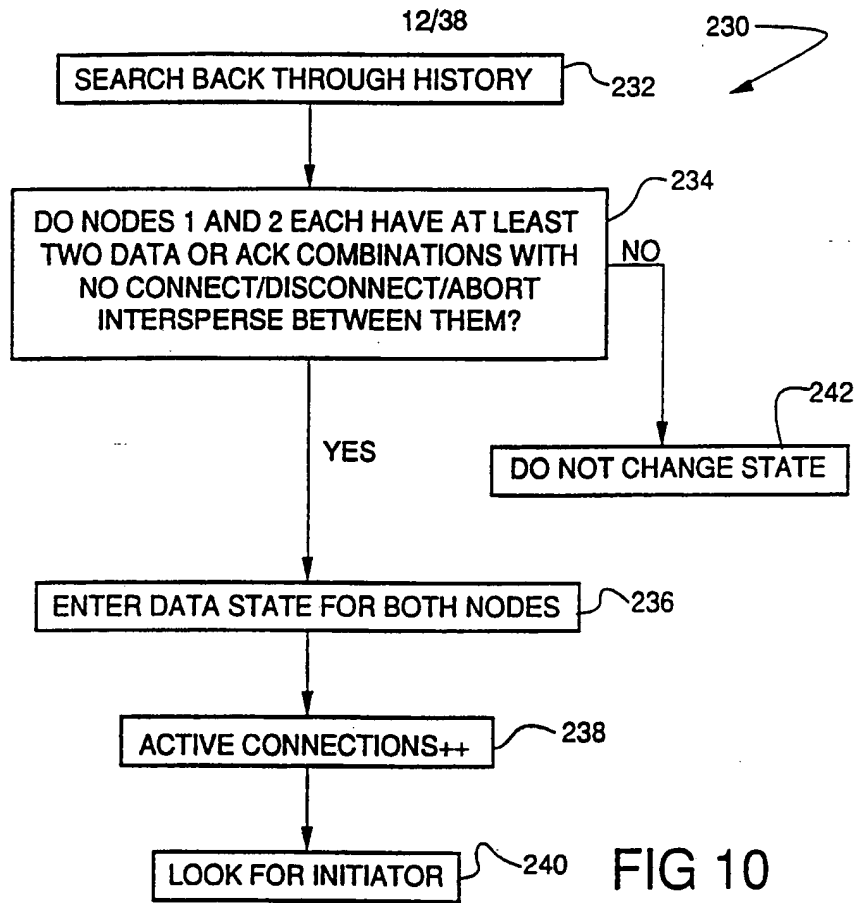 12/38
230
SEARCH BACK THROUGH HISTORY
232
234
DO NODES 1 AND 2 EACH HAVE AT LEAST
TWO DATA OR ACK COMBINATIONS WITH
NO CONNECT/DISCONNECT/ABORT
INTERSPERSE BETWEEN THEM?
NO
242
DO NOT CHANGE STATE
YES
ENTER DATA STATE FOR BOTH NODES
236
ACTIVE CONNECTIONS++
238
LOOK FOR INITIATOR
240
FIG 10